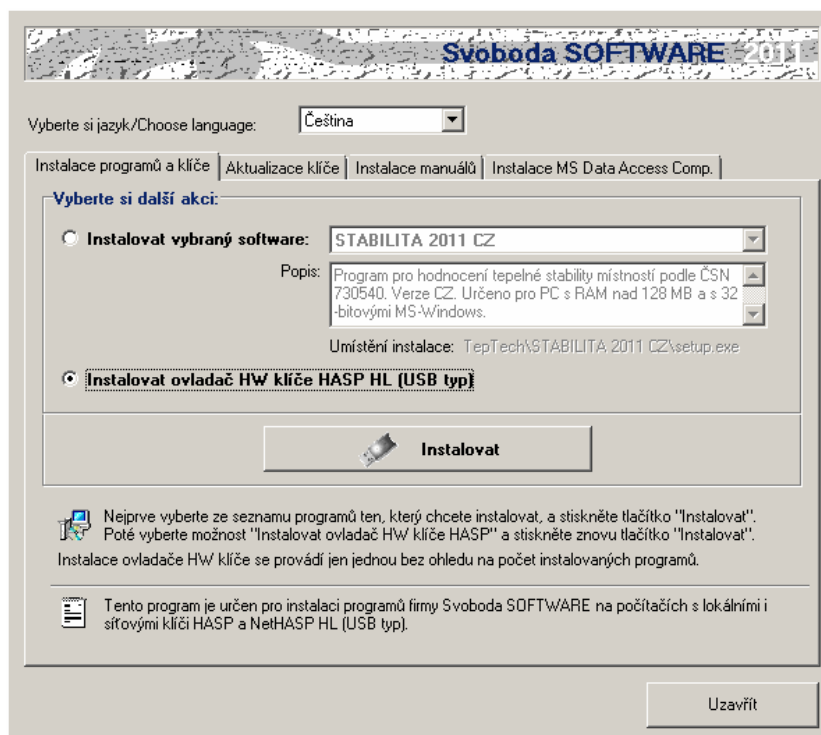 Svoboda SOFTWARE 2011
Vyberte si jazyk/Choose language: Čeština
Instalace programů a klíče Aktualizace klíče Instalace manuálů Instalace MS Data Access Comp.
Vyberte si další akci:
Instalovat vybraný software: STABILITA 2011 CZ
Popis: Program pro hodnocení tepelné stability místností podle ČSN
730540. Verze CZ. Určeno pro PC s RAM nad 128 MB a s 32
-bitovými MS-Windows.
Umístění instalace: TepTech\STABILITA 2011 CZ\setup.exe
Instalovat ovladač HW klíče HASP HL (USB typ)
Instalovat
Nejprve vyberte ze seznamu programů ten, který chcete instalovat, a stiskněte tlačítko "Instalovat".
Poté vyberte možnost "Instalovat ovladač HW klíče HASP" a stiskněte znovu tlačítko "Instalovat".
Instalace ovladače HW klíče se provádí jen jednou bez ohledu na počet instalovaných programů.
Tento program je určen pro instalaci programů firmy Svoboda SOFTWARE na počítačích s lokálními i
síťovými klíči HASP a NetHASP HL (USB typ).
Uzavřít